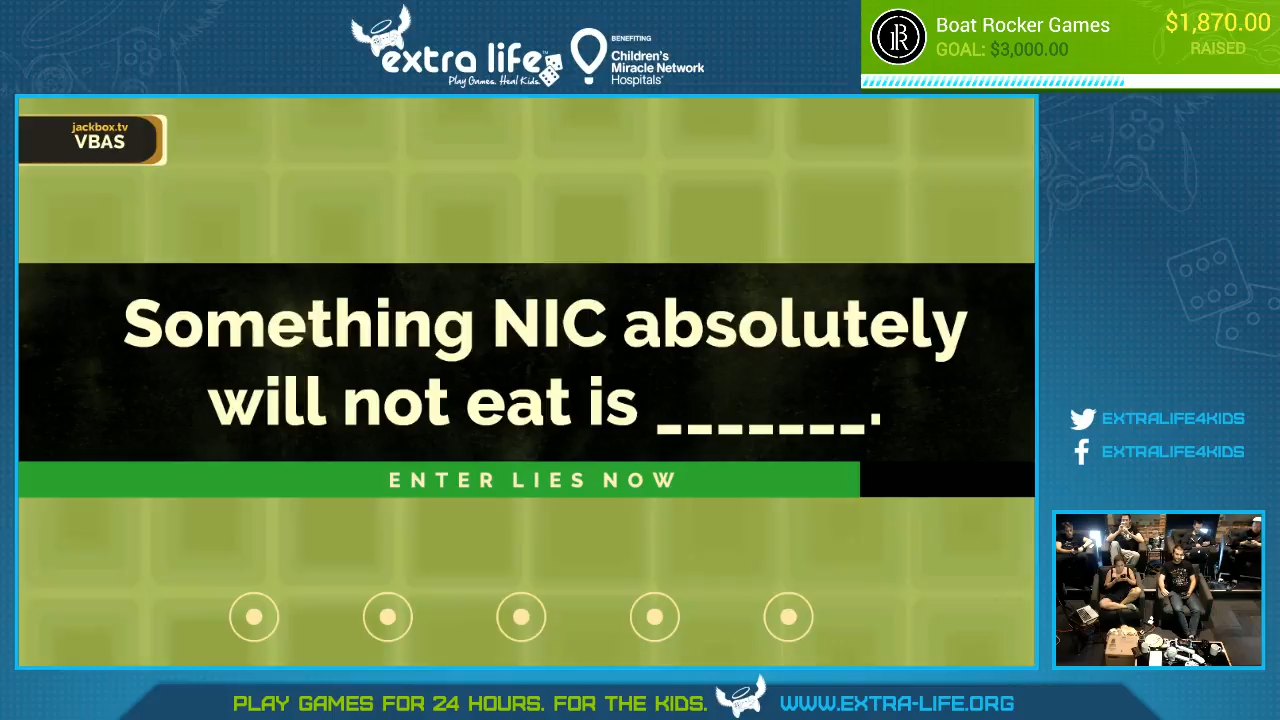 extra life
Play Games. Heal Kids.
BENEFITING
Children's
Miracle Network
Hospitals
Boat Rocker Games
GOAL: $3,000.00
$1,870.00
RAISED
jackbox.tv
VBAS
Something NIC absolutely
will not eat is _______.
ENTER LIES NOW
EXTRALIFE4KIDS
EXTRALIFE4KIDS
PLAY GAMES FOR 24 HOURS. FOR THE KIDS.
WWW.EXTRA-LIFE.ORG